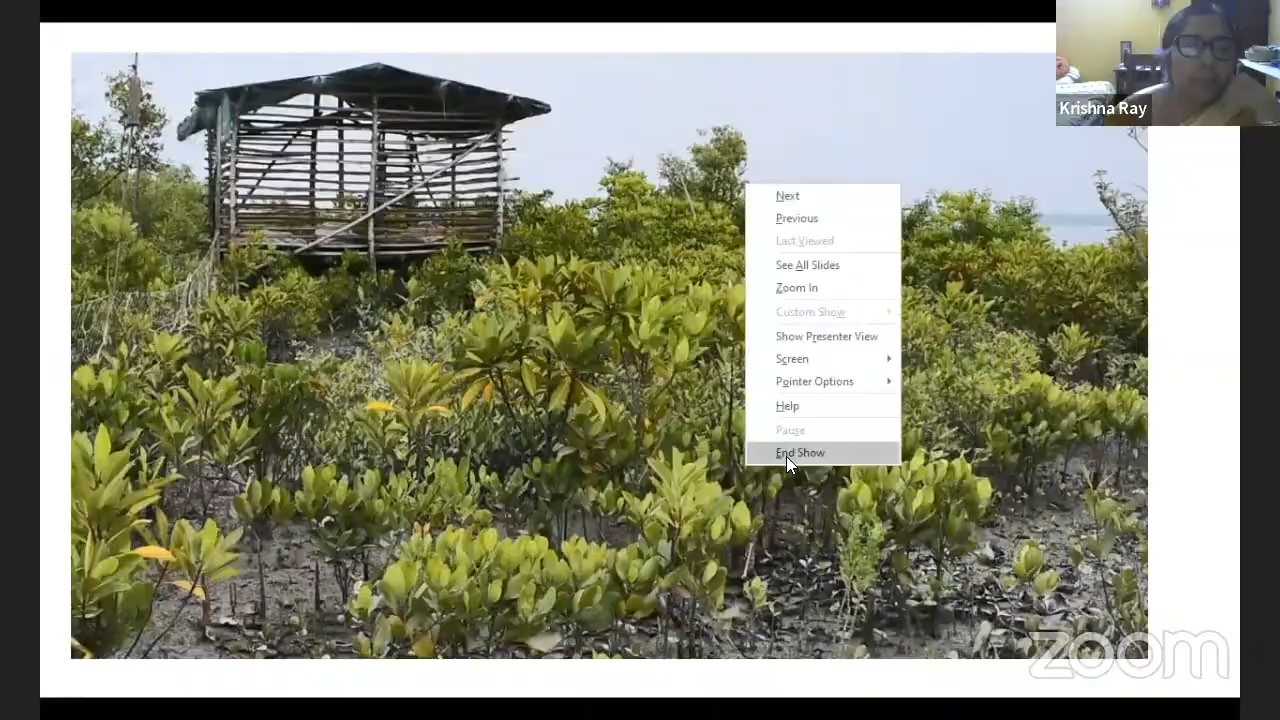 Krishna Ray
Next
Previous
Last Viewed
See All Slides
Zoom In
Custom Show
Show Presenter View
Screen
Pointer Options
Help
Pause
End Show
zoom